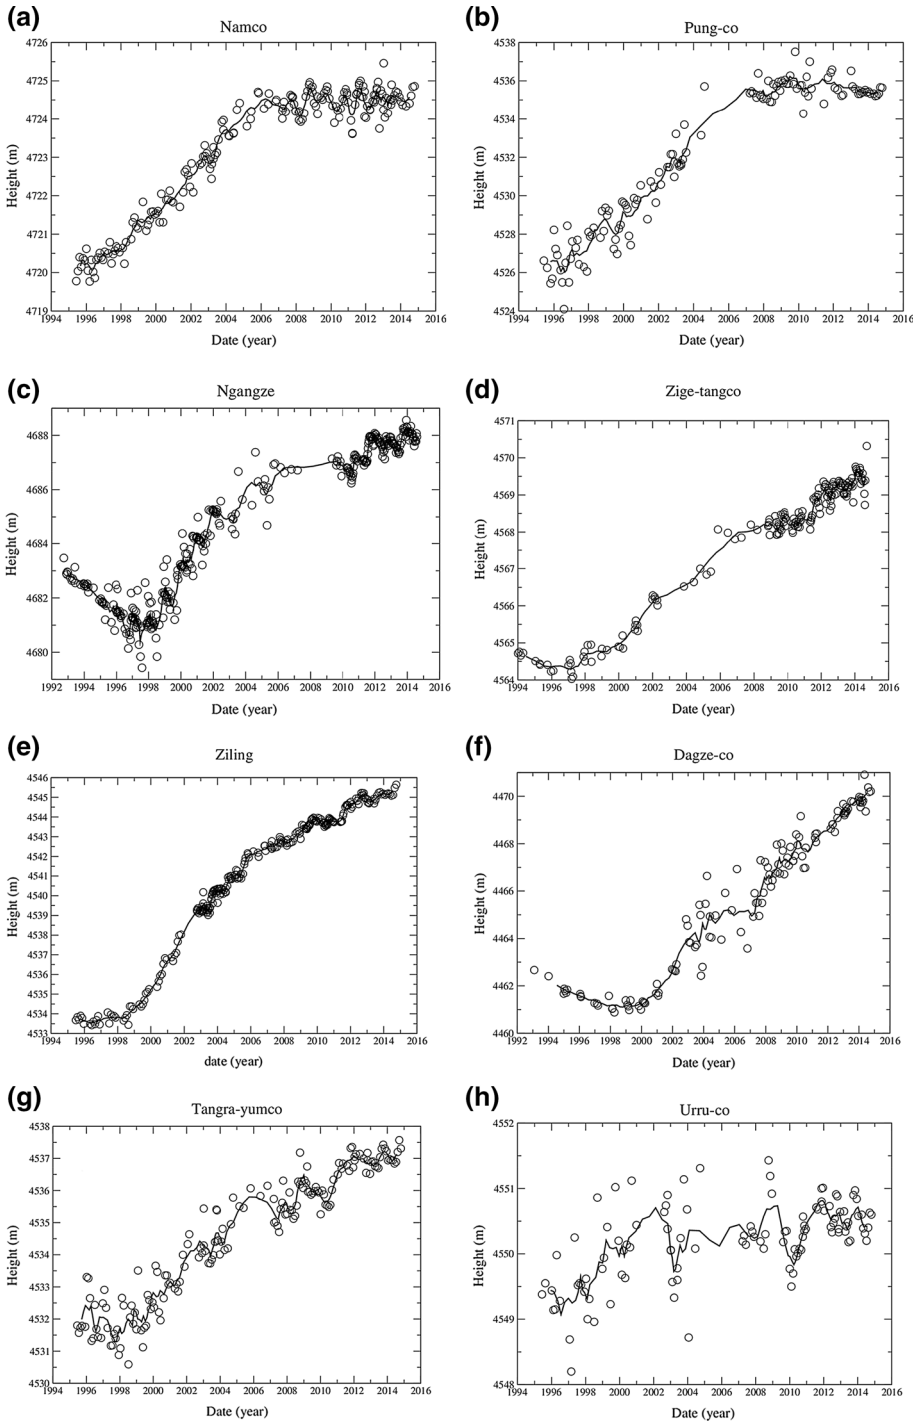 (a)
Namco
4726
4725
4724
4723
4722
4721
4720
4719
Height (m)
1994 1996 1998 2000 2002 2004 2006 2008 2010 2012 2014 2016
Date (year)
(b)
Pung-co
4538
4536
4534
4532
4530
4528
4526
4524
Height (m)
1994 1996 1998 2000 2002 2004 2006 2008 2010 2012 2014 2016
Date (year)
(c)
Ngangze
4688
4686
4684
4682
4680
Height (m)
1992 1994 1996 1998 2000 2002 2004 2006 2008 2010 2012 2014 2016
Date (year)
(d)
Zige-tangco
4571
4570
4569
4568
4567
4566
4565
4564
Height (m)
1994 1996 1998 2000 2002 2004 2006 2008 2010 2012 2014 2016
Date (year)
(e)
Ziling
4546
4545
4544
4543
4542
4541
4540
4539
4538
4537
4536
4535
4534
4533
Height (m)
1994 1996 1998 2000 2002 2004 2006 2008 2010 2012 2014 2016
date (year)
(f)
Dagze-co
4470
4468
4466
4464
4462
4460
Height (m)
1992 1994 1996 1998 2000 2002 2004 2006 2008 2010 2012 2014 2016
Date (year)
(g)
Tangra-yumco
4538
4537
4536
4535
4534
4533
4532
4531
4530
Height (m)
1994 1996 1998 2000 2002 2004 2006 2008 2010 2012 2014 2016
Date (year)
(h)
Urru-co
4552
4551
4550
4549
4548
Height (m)
1994 1996 1998 2000 2002 2004 2006 2008 2010 2012 2014 2016
Date (year)